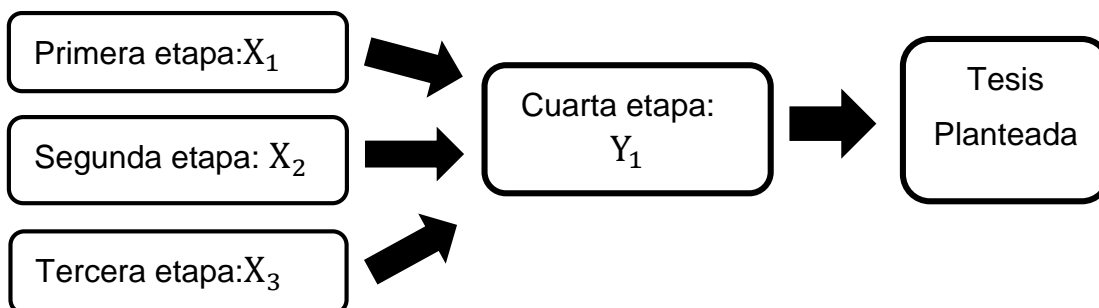 Primera etapa:X₁
Segunda etapa: X₂
Tercera etapa:X₃
Cuarta etapa:
Y₁
Tesis
Planteada